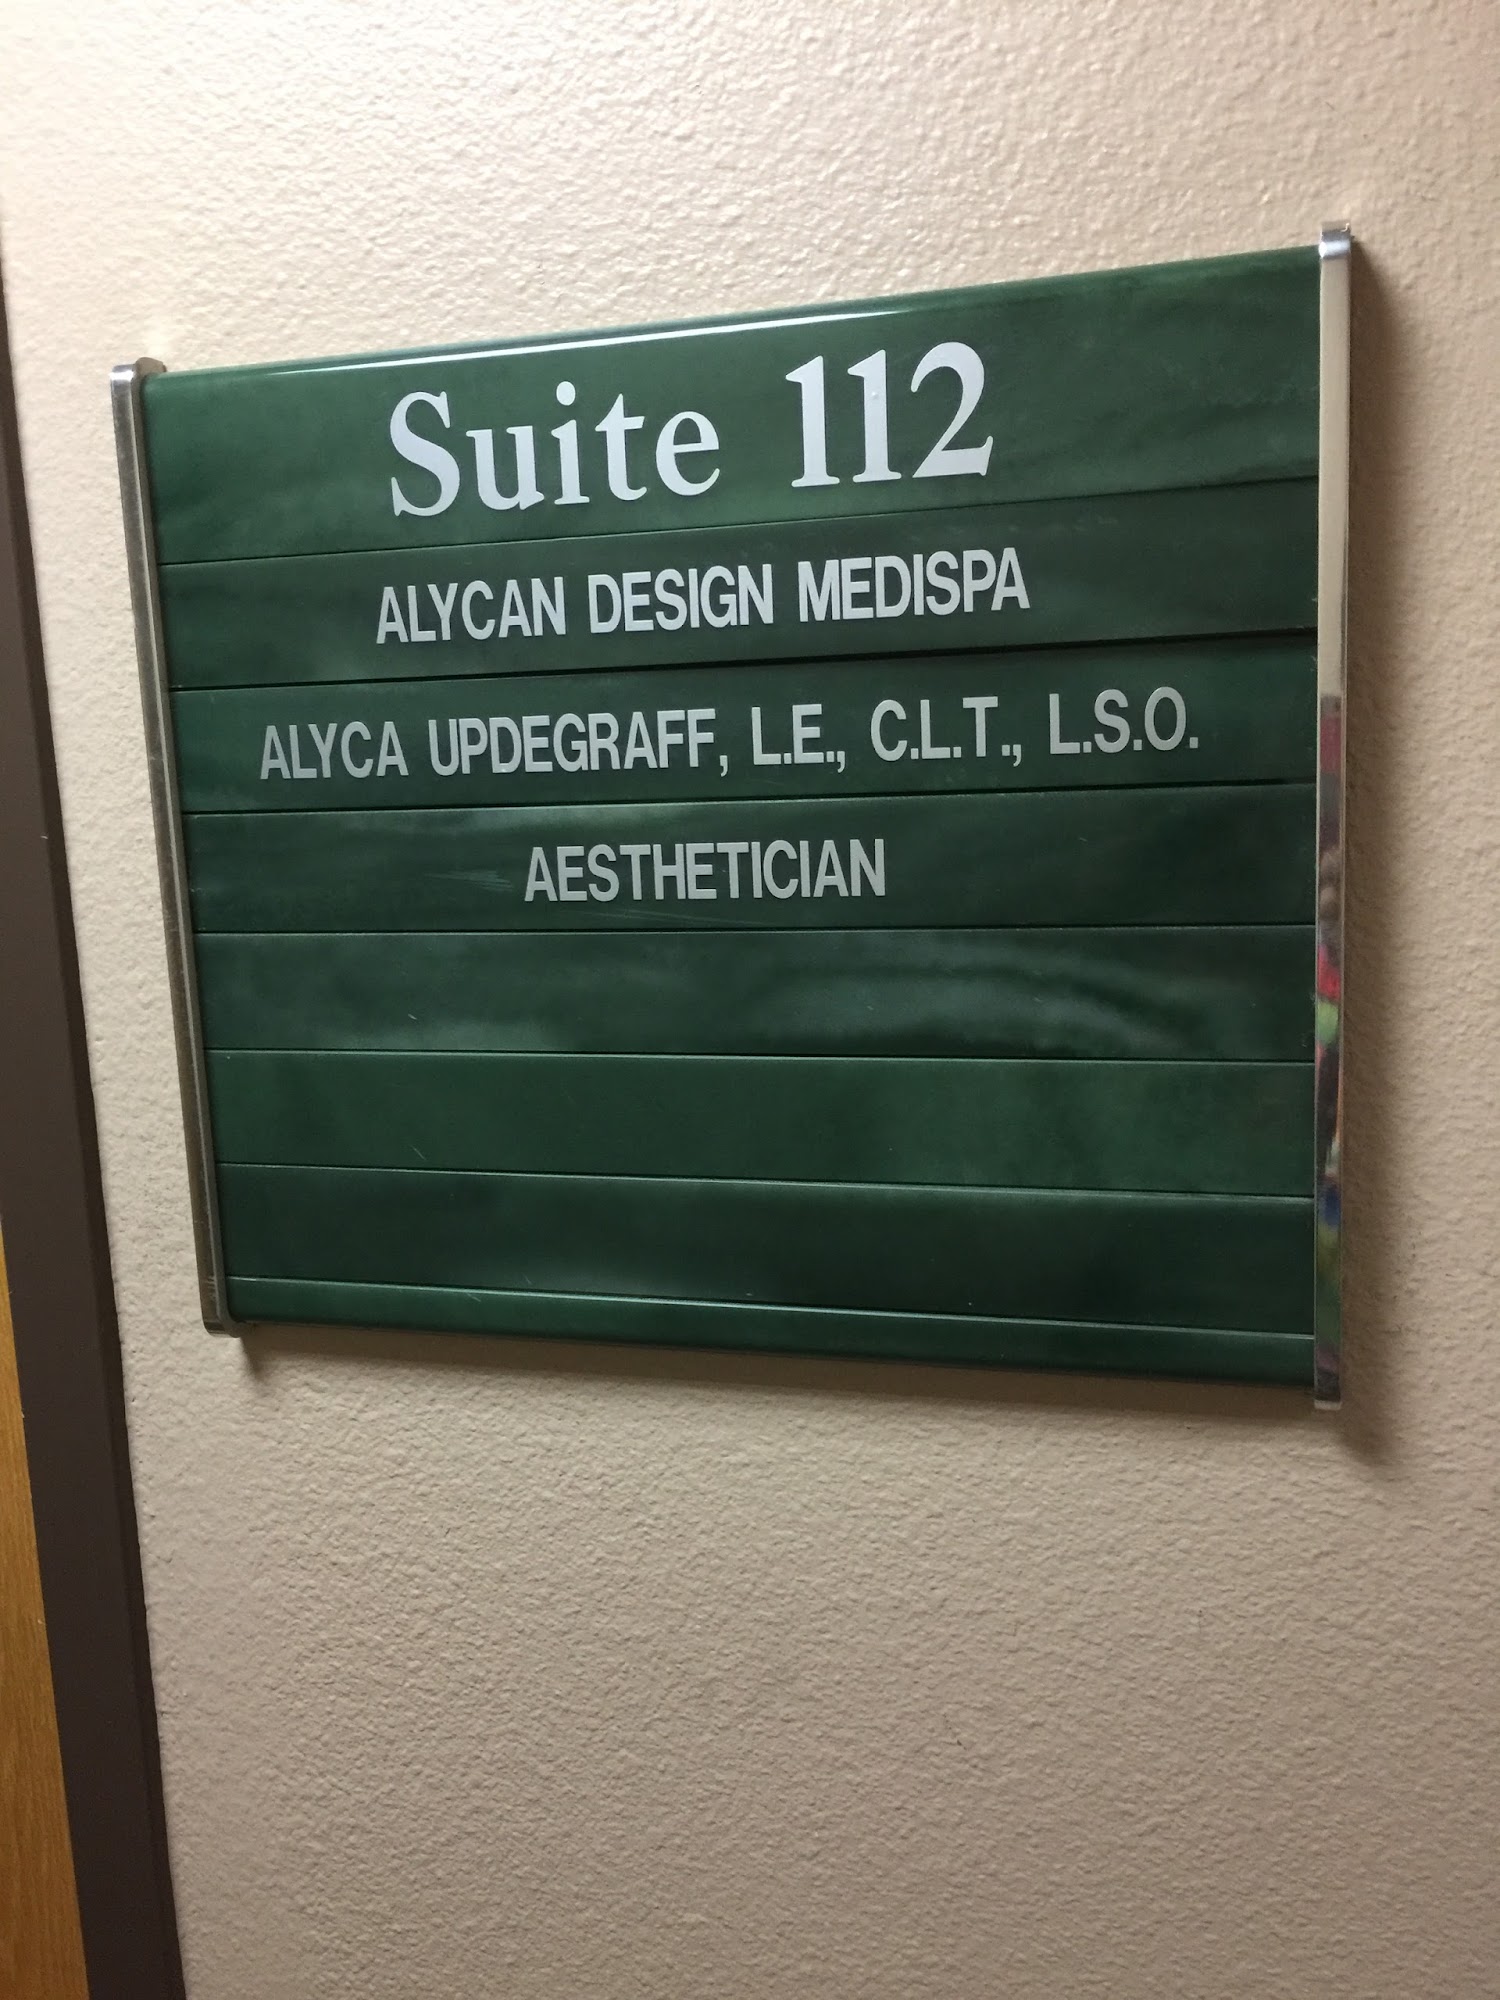 Suite 112
ALYCAN DESIGN MEDISPA
ALYCA UPDEGRAFF, L.E., C.L.T., L.S.O.
AESTHETICIAN